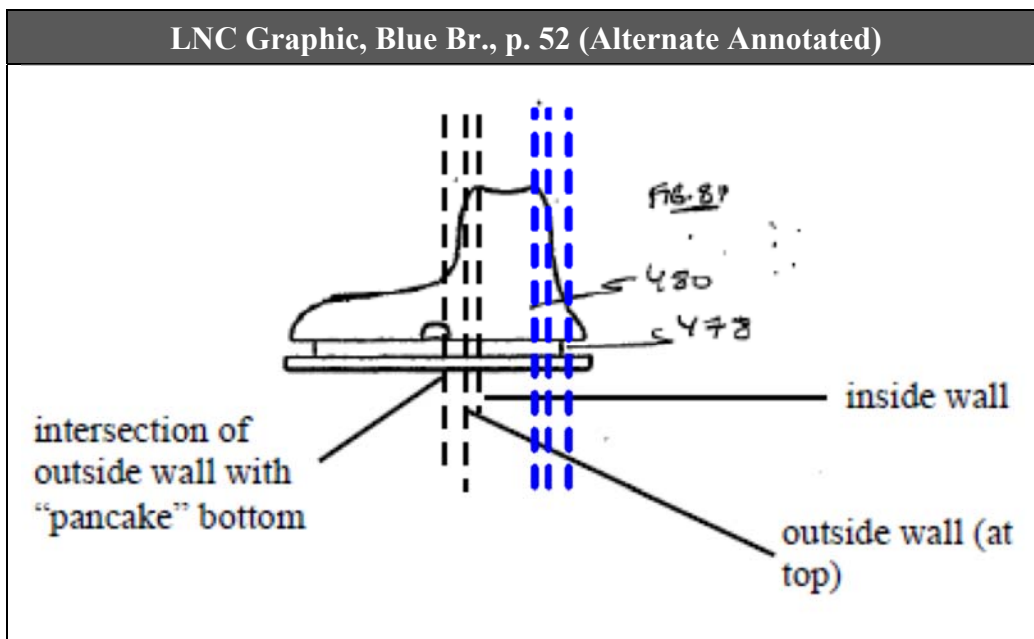 LNC Graphic, Blue Br., p. 52 (Alternate Annotated)
FIG. 81
480
478
inside wall
intersection of
outside wall with
“pancake” bottom
outside wall (at
top)